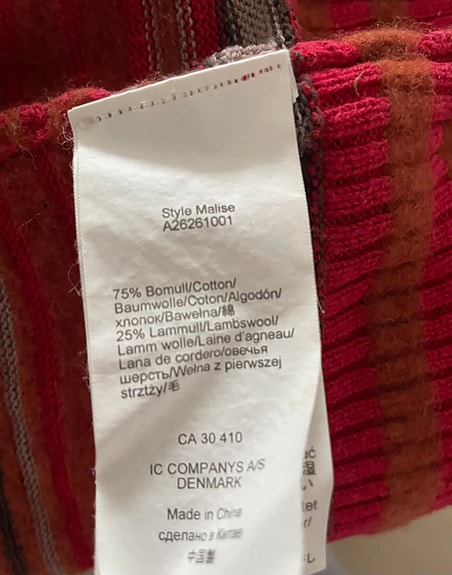 Style Malise
A26261001
75% Bomull/Cotton/
Baumwolle/Coton/Algodón/
хлопок/Bawełna/綿
25% Lammull/Lambswool/
Lamm wolle/Laine d'agneau/
Lana de cordero/овечья
шерсть/Wełna z pierwszej
strztży/毛
CA 30 410
IC COMPANYS A/S
DENMARK
Made in China
сделано в Китае
中国製